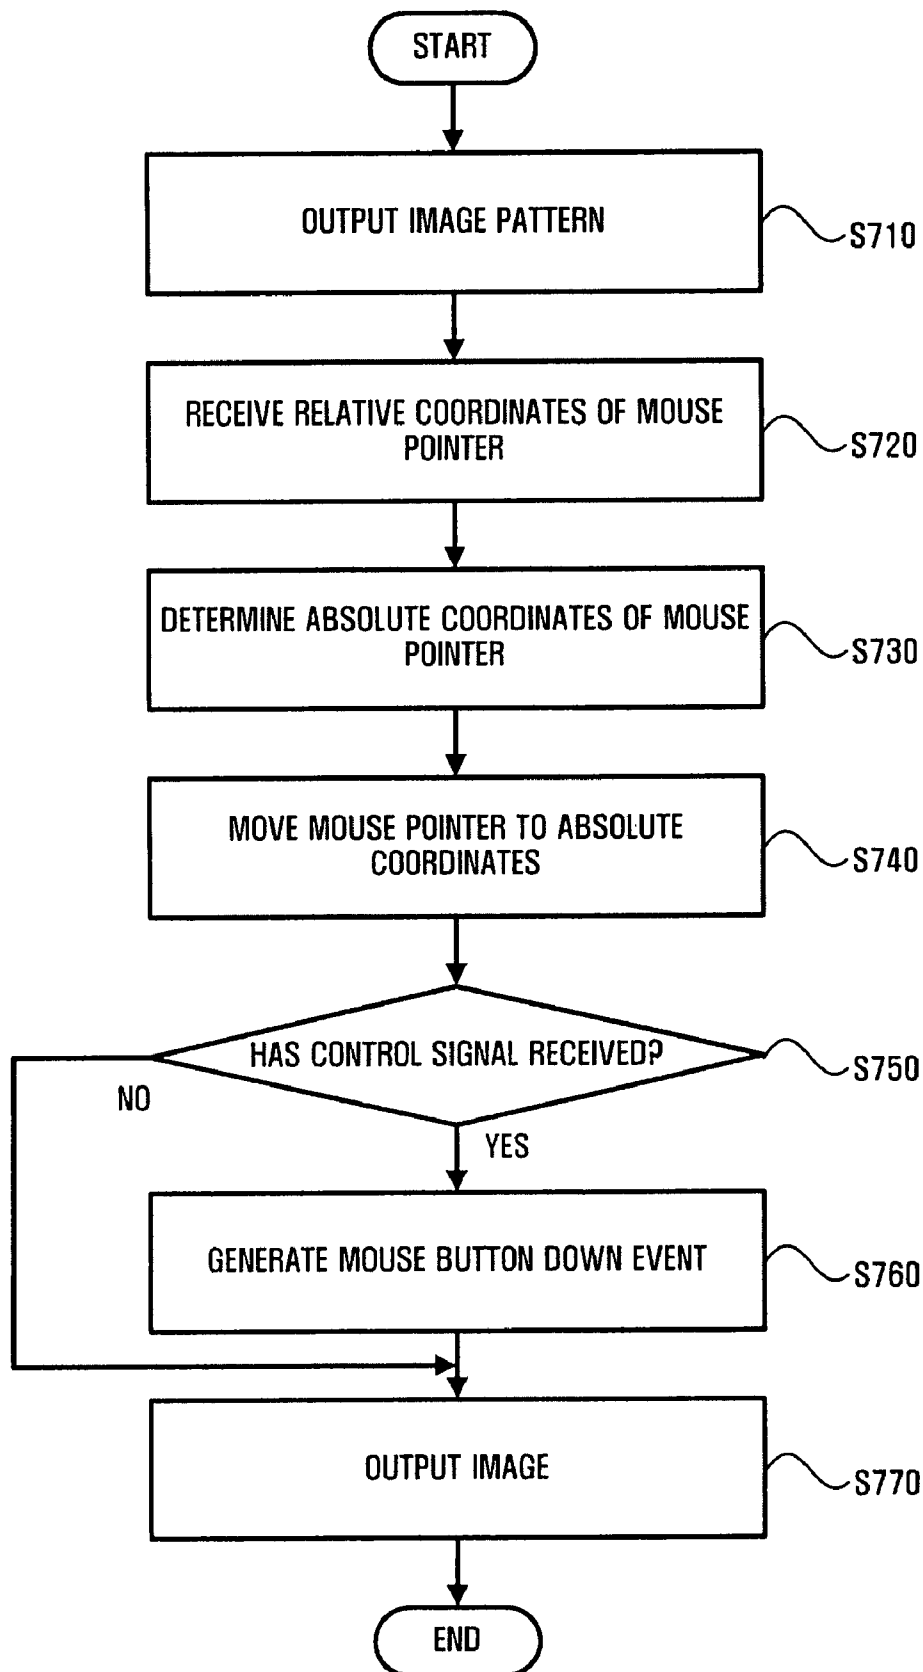 START
OUTPUT IMAGE PATTERN
S710
RECEIVE RELATIVE COORDINATES OF MOUSE
POINTER
S720
DETERMINE ABSOLUTE COORDINATES OF MOUSE
POINTER
S730
MOVE MOUSE POINTER TO ABSOLUTE
COORDINATES
S740
HAS CONTROL SIGNAL RECEIVED?
S750
NO
YES
GENERATE MOUSE BUTTON DOWN EVENT
S760
OUTPUT IMAGE
S770
END